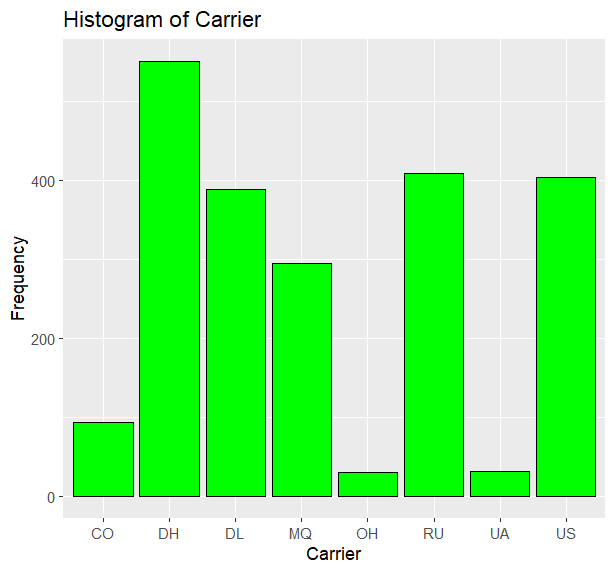 Histogram of Carrier
Frequency
400
200
0
CO DH DL MQ OH RU UA US
Carrier